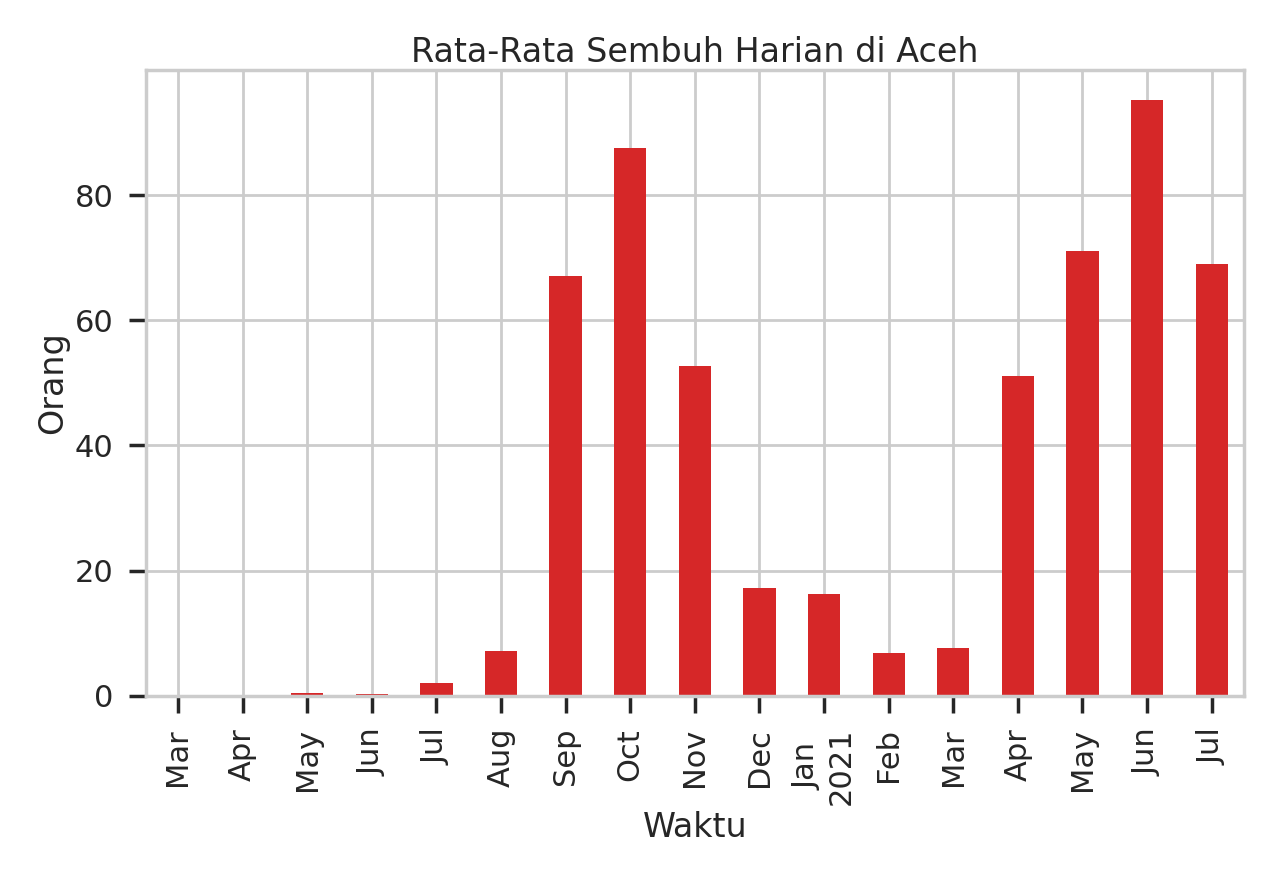 Rata-Rata Sembuh Harian di Aceh
Orang
80
60
40
20
0
Mar
Apr
May
Jun
Jul
Aug
Sep
Oct
Nov
Dec
Jan
2021
Feb
Mar
Apr
May
Jun
Jul
Waktu